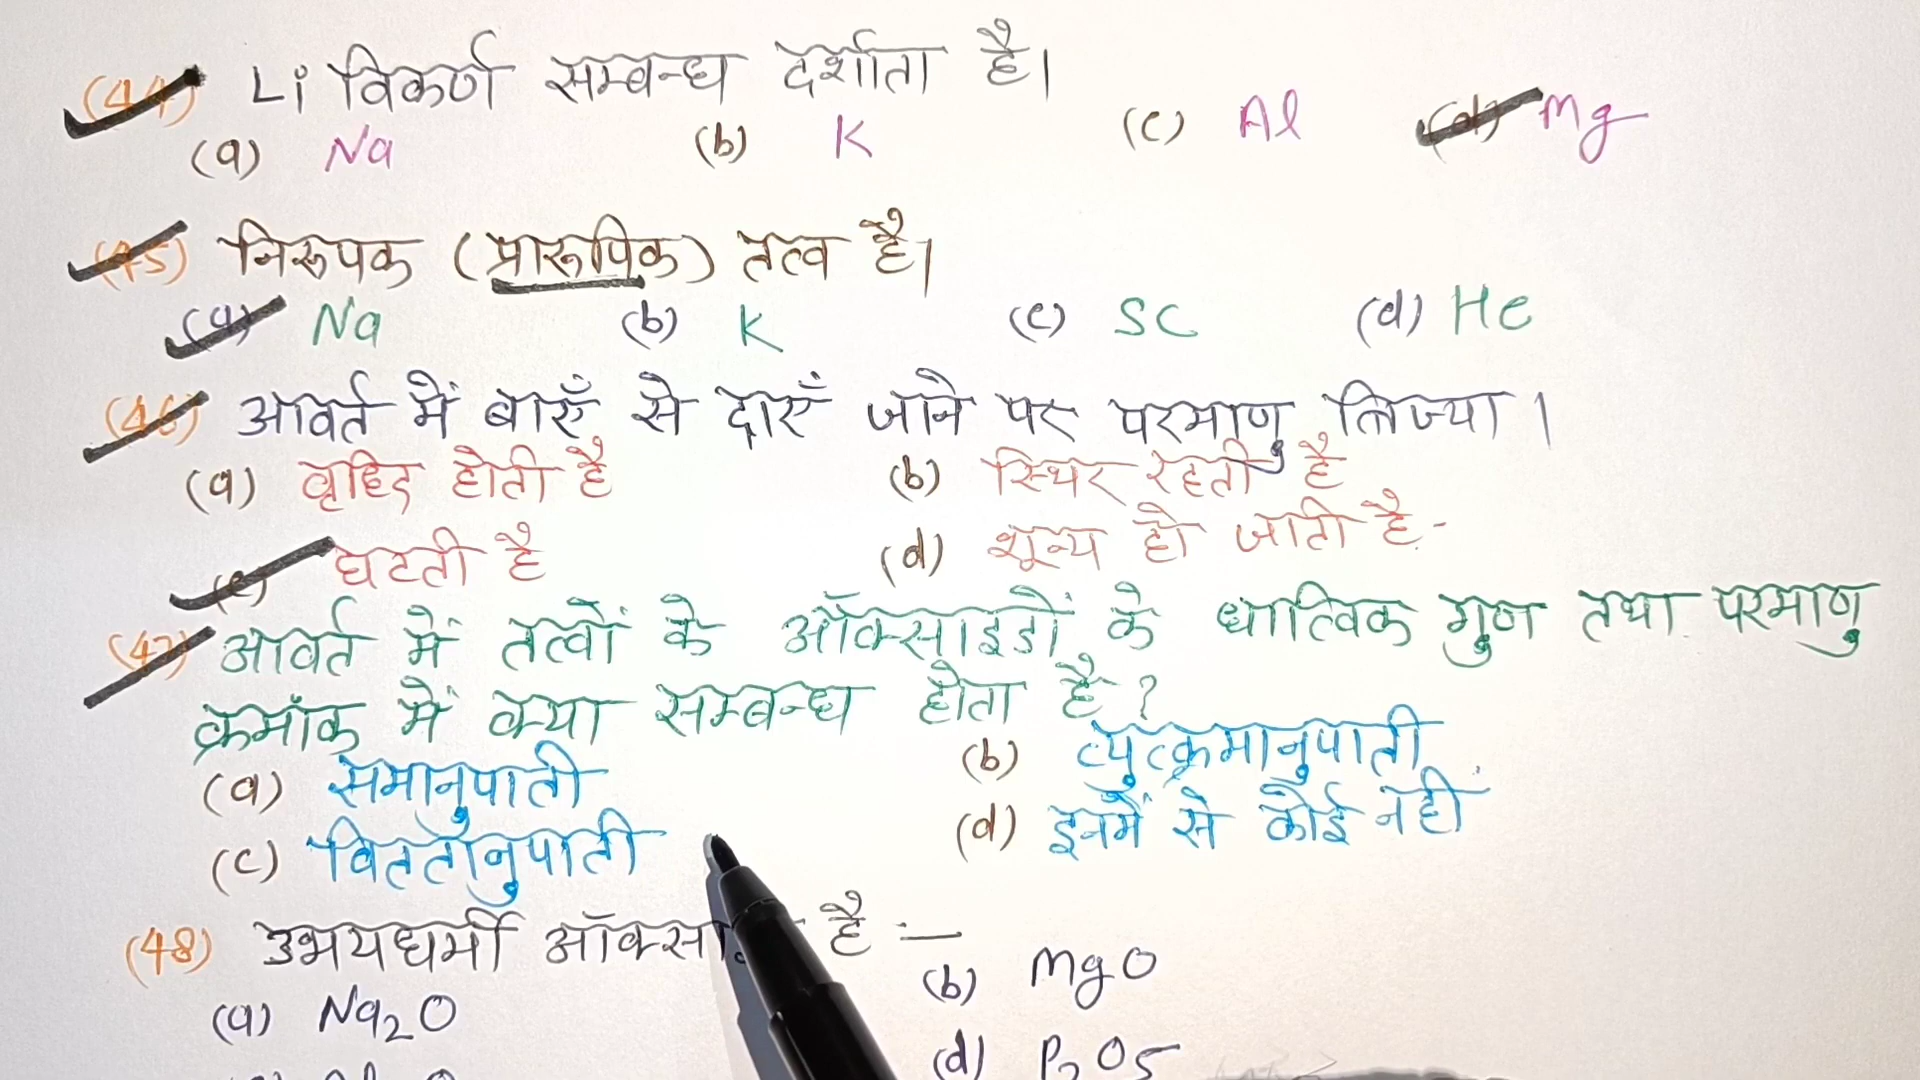 (44) Li विकर्ण सम्बन्ध दर्शाता है।
(a) Na (b) K (c) Al (d) Mg
(45) निरूपक (प्रारूपिक) तत्व है।
(a) Na (b) K (c) SC (d) He
(46) आवर्त में बाएँ से दाएँ जाने पर परमाणु त्रिज्या।
(a) वृद्दि होती है (b) स्थिर रहती है
(c) घटती है (d) शून्य हो जाती है-
(47) आवर्त में तत्वों के ऑक्साइडों के धात्विक गुण तथा परमाणु
क्रमांक में क्या सम्बन्ध होता है?
(a) समानुपाती (b) व्युत्क्रमानुपाती
(c) (d) इनमें से कोई नहीं
(48) उभयधर्मी है :—
(a) Na2O (b) MgO
(d) P2O5